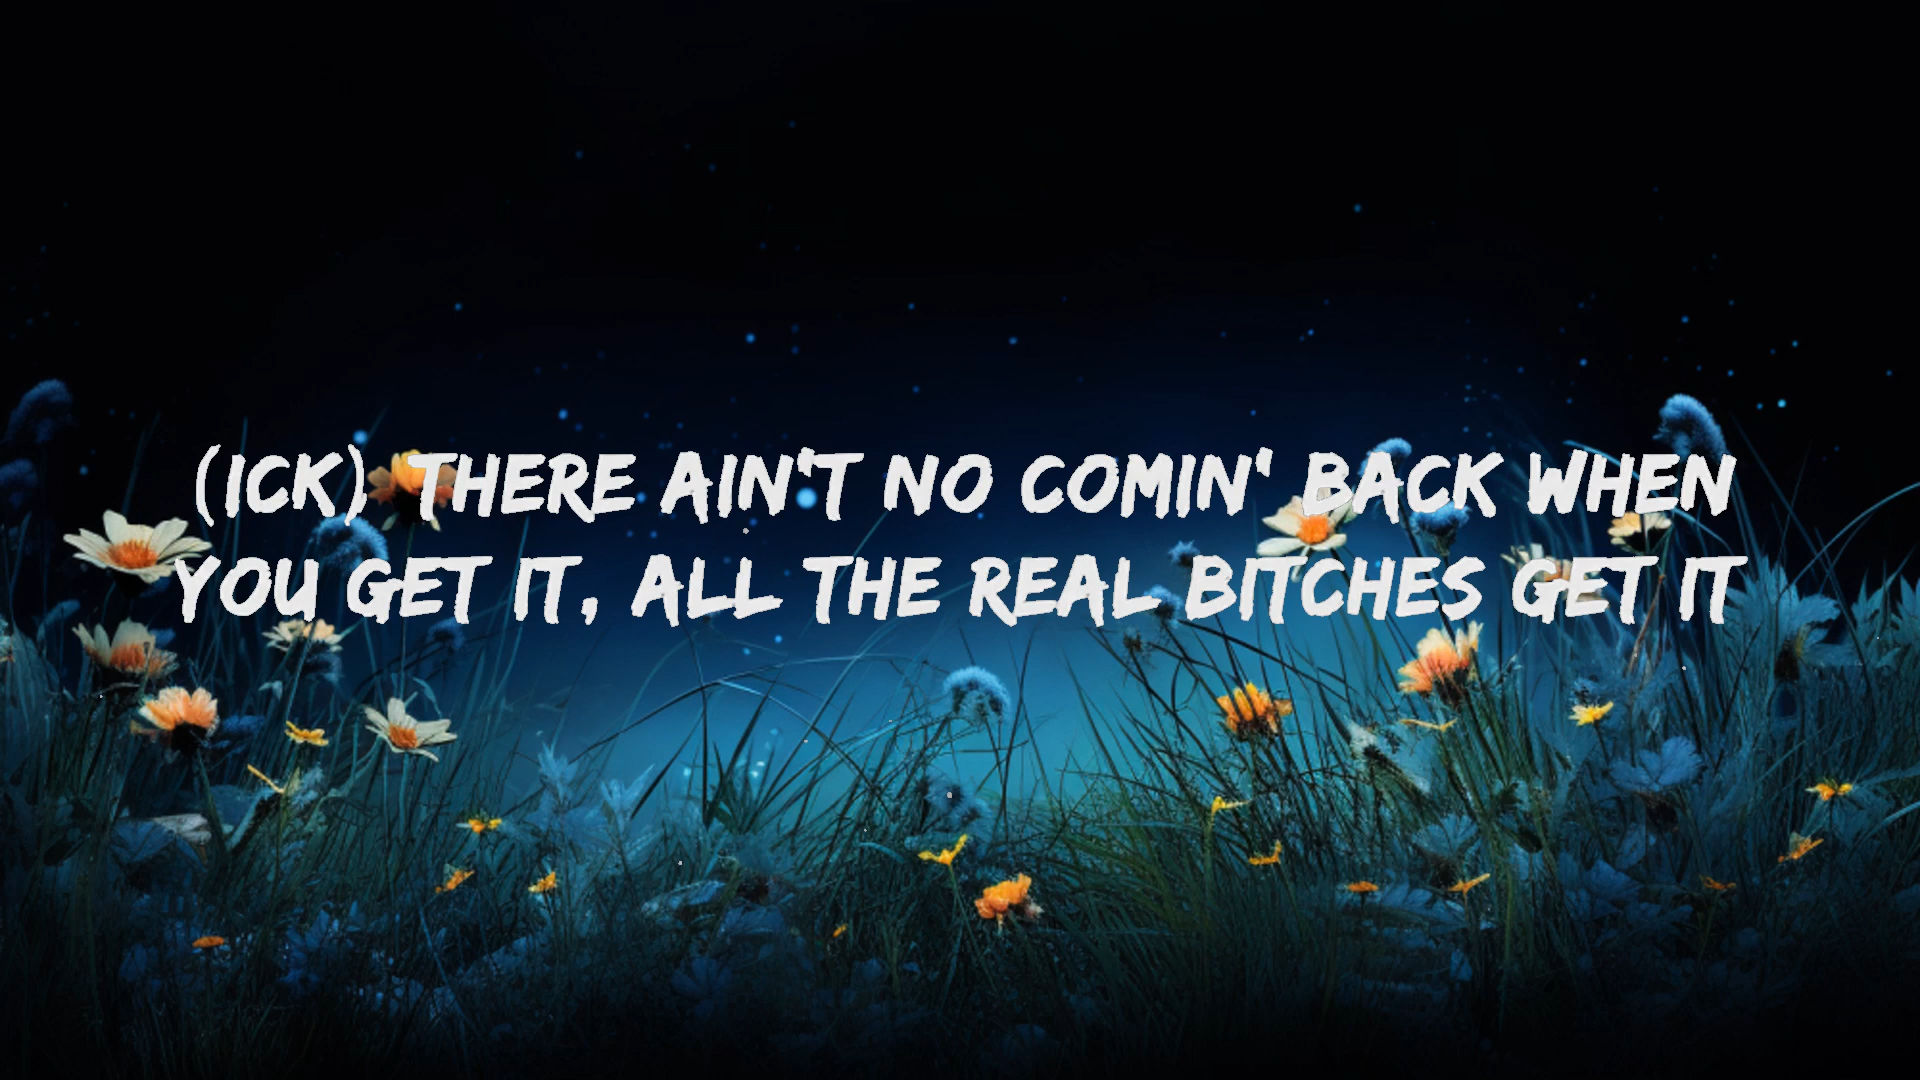 (ICK) THERE AIN'T NO COMIN' BACK WHEN
YOU GET IT, ALL THE REAL BITCHES GET IT